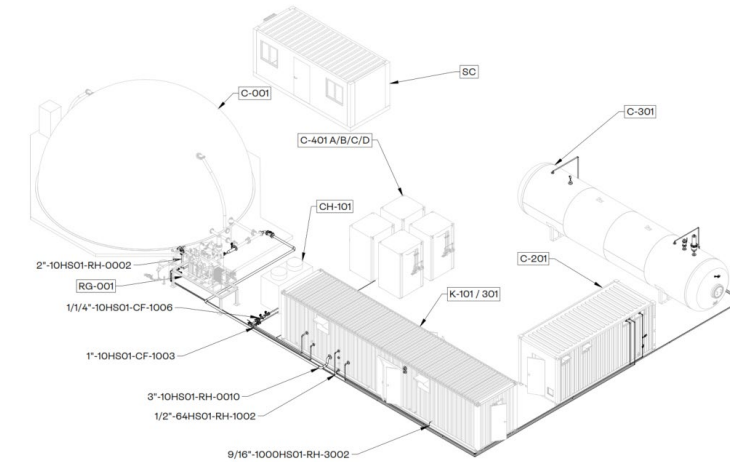 SC
C-001
C-301
C-401 A/B/C/D
CH-101
2"-10HS01-RH-0002
C-201
RG-001
K-101 / 301
1/1/4"-10HS01-CF-1006
1"-10HS01-CF-1003
3"-10HS01-RH-0010
1/2"-64HS01-RH-1002
9/16"-1000HS01-RH-3002